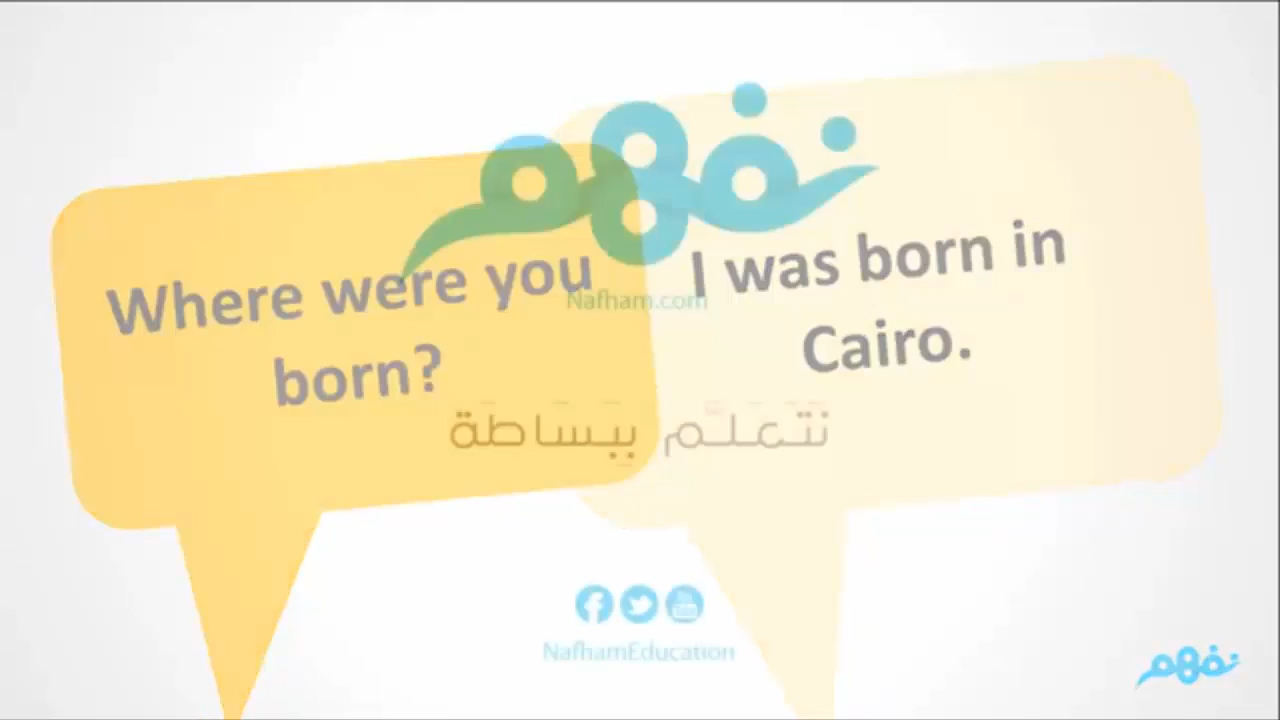 نفهم
Where were you
born?
I was born in
Cairo.
Nafham.com
نتعلم ببساطة
NafhamEducation
نفهم